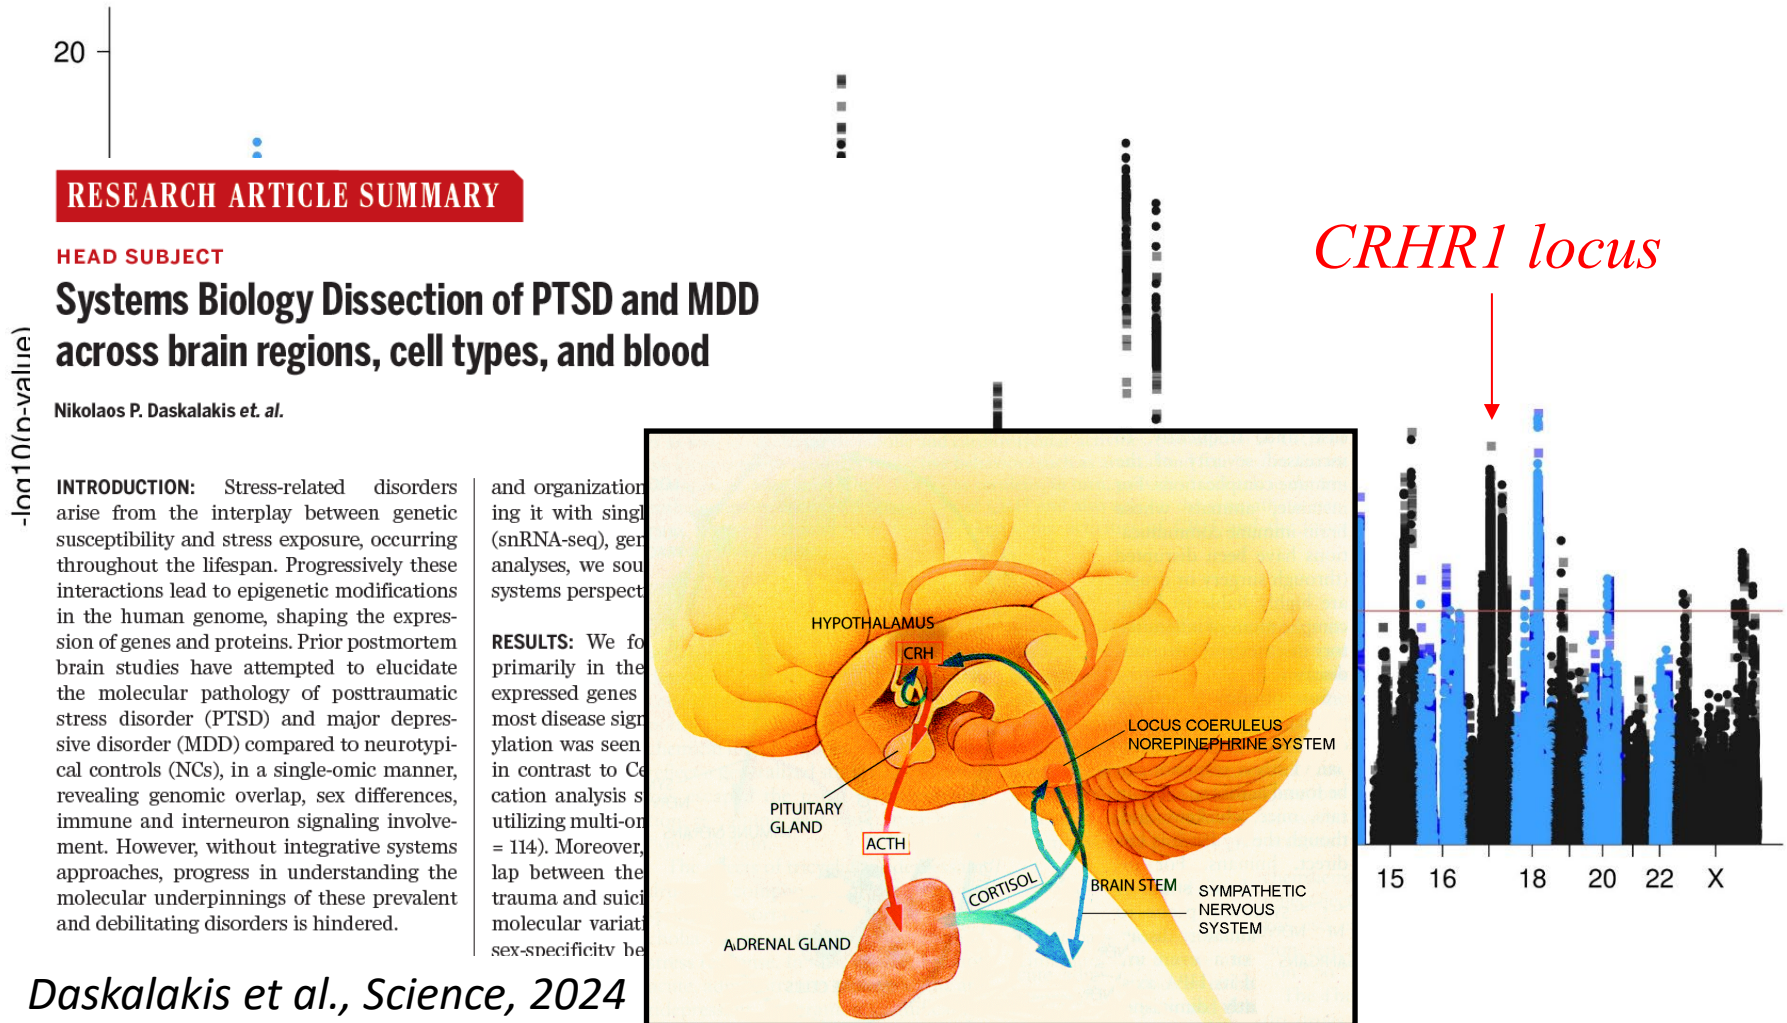 20
-log10(p-value)
RESEARCH ARTICLE SUMMARY
HEAD SUBJECT
Systems Biology Dissection of PTSD and MDD
across brain regions, cell types, and blood
Nikolaos P. Daskalakis et. al.
INTRODUCTION: Stress-related disorders
arise from the interplay between genetic
susceptibility and stress exposure, occurring
throughout the lifespan. Progressively these
interactions lead to epigenetic modifications
in the human genome, shaping the expres-
sion of genes and proteins. Prior postmortem
brain studies have attempted to elucidate
the molecular pathology of posttraumatic
stress disorder (PTSD) and major depres-
sive disorder (MDD) compared to neurotypi-
cal controls (NCs), in a single-omic manner,
revealing genomic overlap, sex differences,
immune and interneuron signaling involve-
ment. However, without integrative systems
approaches, progress in understanding the
molecular underpinnings of these prevalent
and debilitating disorders is hindered.
and organization
ing it with singl
(snRNA-seq), gen
analyses, we sou
systems perspect
RESULTS: We fo
primarily in the
expressed genes
most disease sign
ylation was seen
in contrast to Ce
cation analysis s
utilizing multi-om
= 114). Moreover,
lap between the
trauma and suici
molecular variati
sex-specificity be
Daskalakis et al., Science, 2024
CRHR1 locus
HYPOTHALAMUS
CRH
LOCUS COERULEUS
NOREPINEPHRINE SYSTEM
PITUITARY
GLAND
ACTH
CORTISOL
BRAIN STEM
SYMPATHETIC
NERVOUS
SYSTEM
ADRENAL GLAND
15 16 18 20 22 X